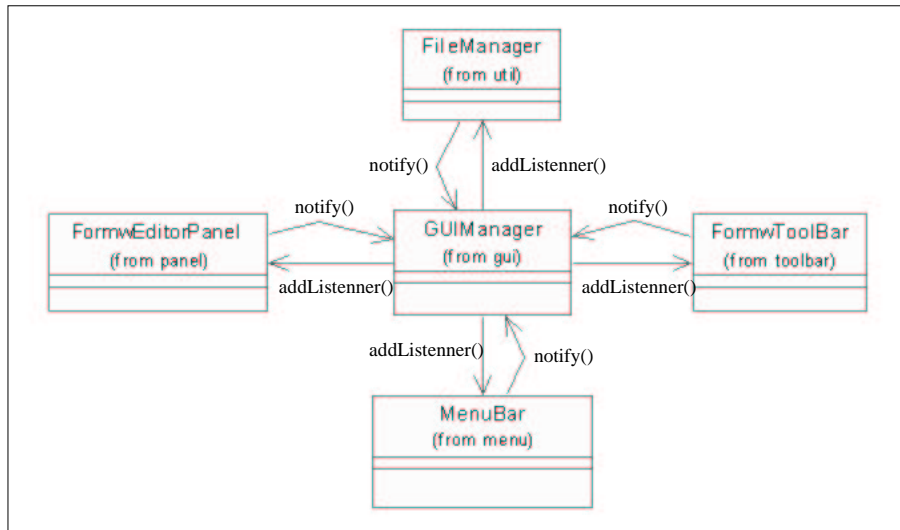 FileManager
(from util)
notify()
addListenner()
notify()
notify()
FormwEditorPanel
(from panel)
GUIManager
(from gui)
FormwToolBar
(from toolbar)
addListenner()
addListenner()
addListenner()
notify()
MenuBar
(from menu)